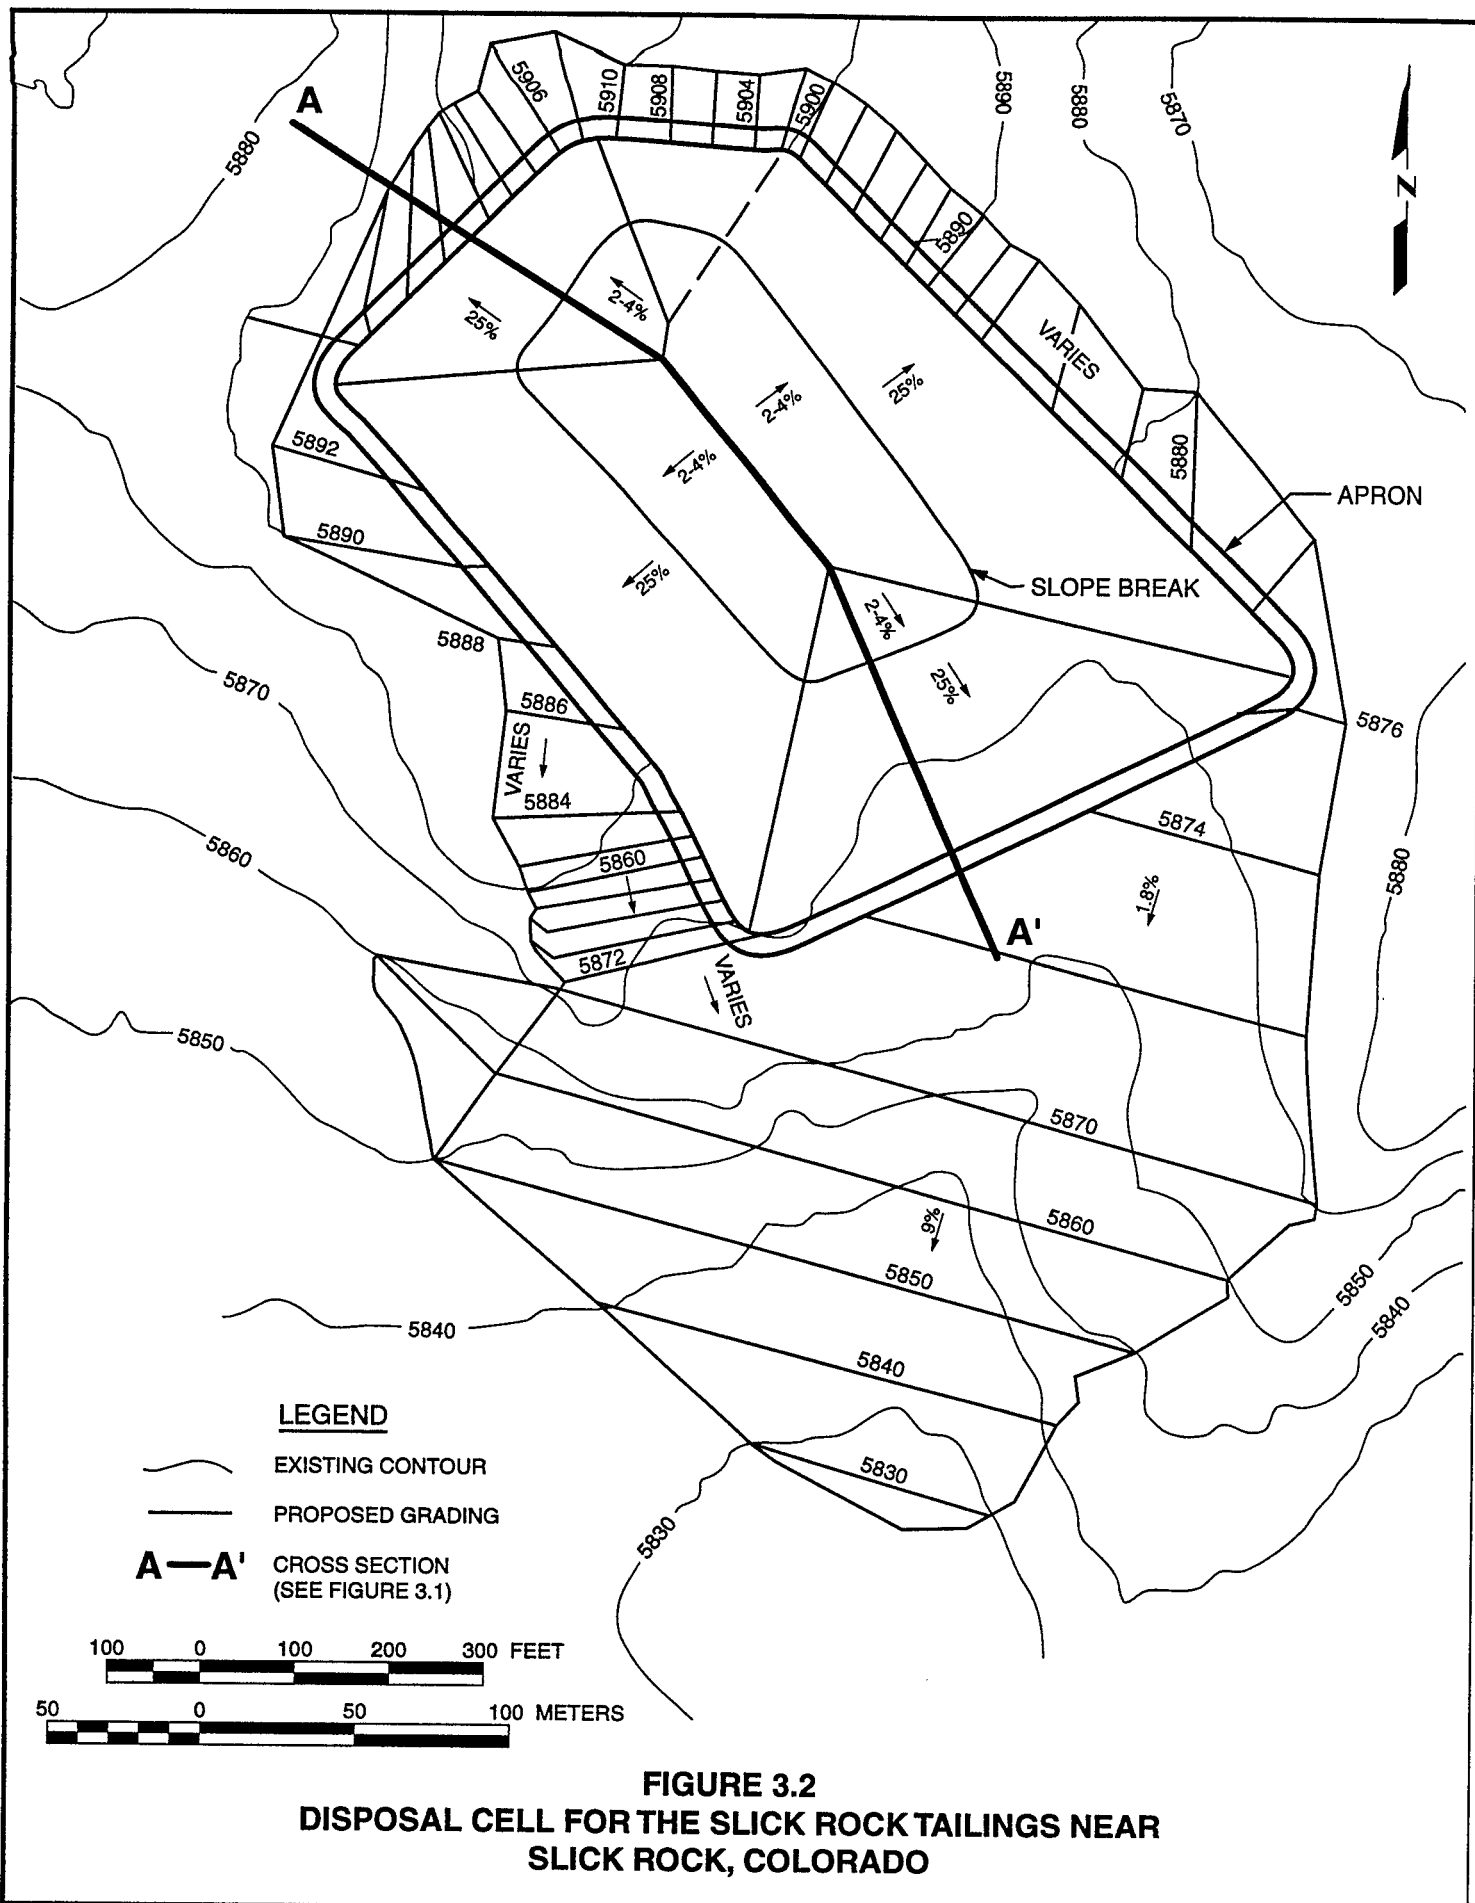 A
5880
5906
5910
5908
5904
5900
5890
5880
5870
N
5890
VARIES
5880
APRON
SLOPE BREAK
25%
2-4%
2-4%
25%
2-4%
25%
2-4%
25%
5892
5890
5888
5886
VARIES
5884
5860
5872
VARIES
5870
5860
5850
5840
5876
5874
1.8%
5880
A'
5870
5860
9%
5850
5840
5830
5850
5840
5830
LEGEND
EXISTING CONTOUR
PROPOSED GRADING
A A' CROSS SECTION
(SEE FIGURE 3.1)
100 0 100 200 300 FEET
50 0 50 100 METERS
FIGURE 3.2
DISPOSAL CELL FOR THE SLICK ROCK TAILINGS NEAR
SLICK ROCK, COLORADO